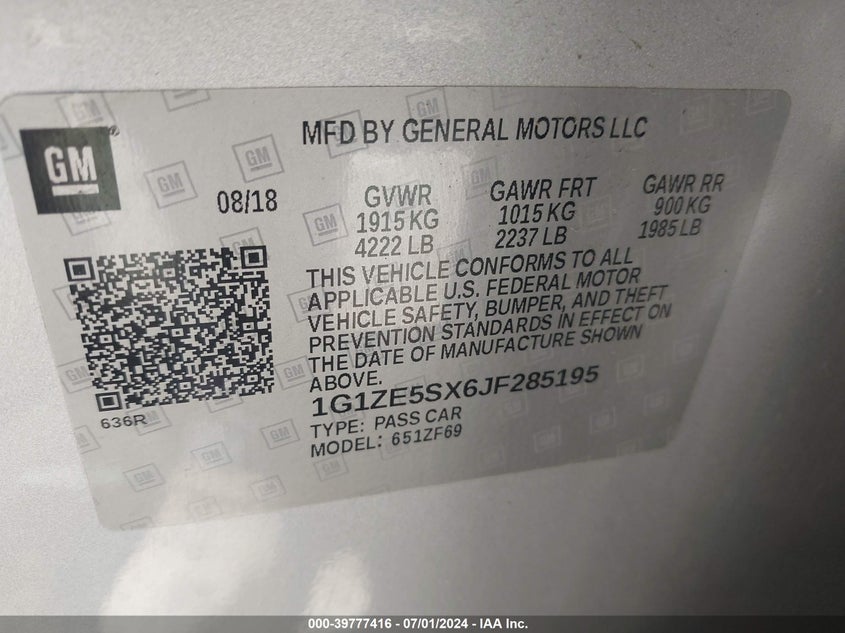 GM
MFD BY GENERAL MOTORS LLC
08/18
GVWR
1915 KG
4222 LB
GAWR FRT
1015 KG
2237 LB
GAWR RR
900 KG
1985 LB
THIS VEHICLE CONFORMS TO ALL
APPLICABLE U.S. FEDERAL MOTOR
VEHICLE SAFETY, BUMPER, AND THEFT
PREVENTION STANDARDS IN EFFECT ON
THE DATE OF MANUFACTURE SHOWN
ABOVE.
1G1ZE5SX6JF285195
TYPE: PASS CAR
MODEL: 651ZF69
636R
000-39777416 - 07/01/2024 - IAA Inc.